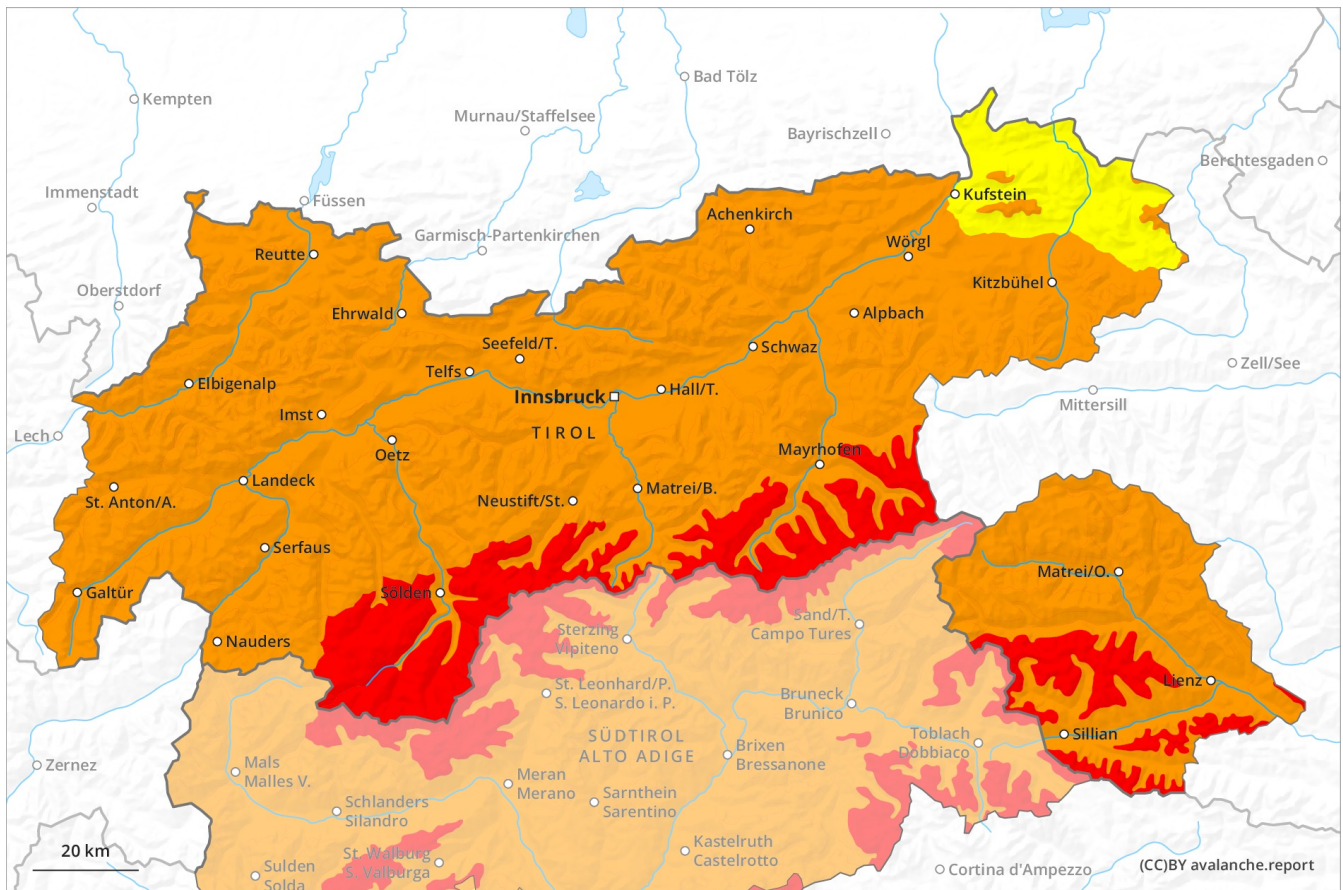 Kempten
Bad Tölz
Murnau/Staffelsee
Bayrischzell
Berchtesgaden
Immenstadt
Füssen
Kufstein
Achenkirch
Garmisch-Partenkirchen
Reutte
Wörgl
Oberstdorf
Kitzbühel
Ehrwald
Alpbach
Seefeld/T.
Schwaz
Zell/See
Telfs
Elbigenalp
Hall/T.
Innsbruck
Mittersill
Imst
TIROL
Lech
Oetz
Mayrhofen
Landeck
Matrei/B.
St. Anton/A.
Neustift/St.
Serfaus
Matrei/O.
Galtür
Sölden
Sand/T.
Campo Tures
Sterzing
Vipiteno
Nauders
Lienz
St. Leonhard/P.
S. Leonardo i. P.
Bruneck
Brunico
Sillian
Toblach
Dobbiaco
SÜDTIROL
ALTO ADIGE
Brixen
Bressanone
Zernez
Mals
Malles V.
Meran
Merano
Sarnthein
Sarentino
Schlanders
Silandro
Kastelruth
Castelrotto
20 km
St. Walburg
S. Valburga
Sulden
Solda
Cortina d'Ampezzo
(CC)BY avalanche.report